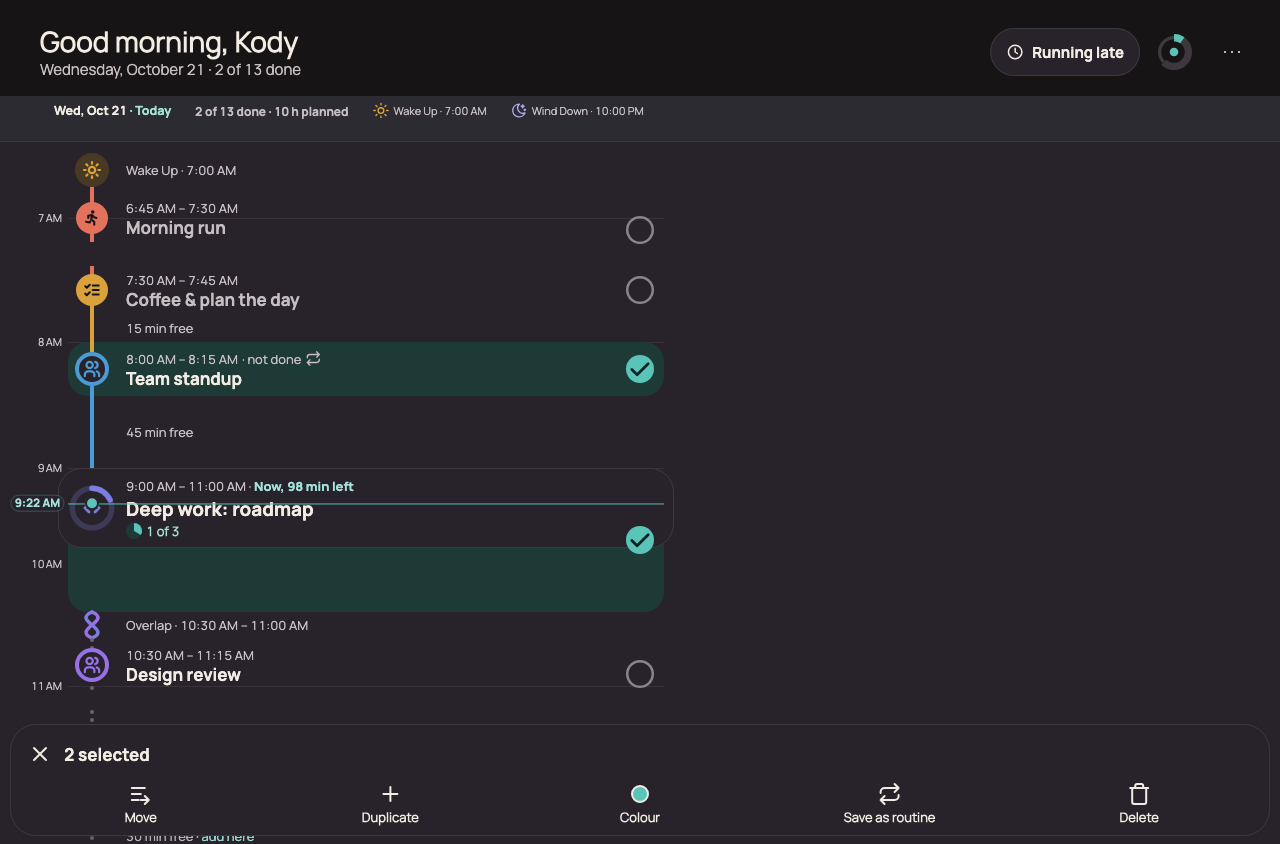 Good morning, Kody
Wednesday, October 21 · 2 of 13 done
Running late
Wed, Oct 21 · Today
2 of 13 done · 10 h planned
Wake Up · 7:00 AM
Wind Down · 10:00 PM
Wake Up · 7:00 AM
7 AM
6:45 AM – 7:30 AM
Morning run
7:30 AM – 7:45 AM
Coffee & plan the day
15 min free
8 AM
8:00 AM – 8:15 AM · not done
Team standup
45 min free
9 AM
9:00 AM – 11:00 AM · Now, 98 min left
9:22 AM
Deep work: roadmap
1 of 3
10 AM
Overlap · 10:30 AM – 11:00 AM
10:30 AM – 11:15 AM
Design review
11 AM
2 selected
Move
Duplicate
Colour
Save as routine
Delete
30 min free · add here